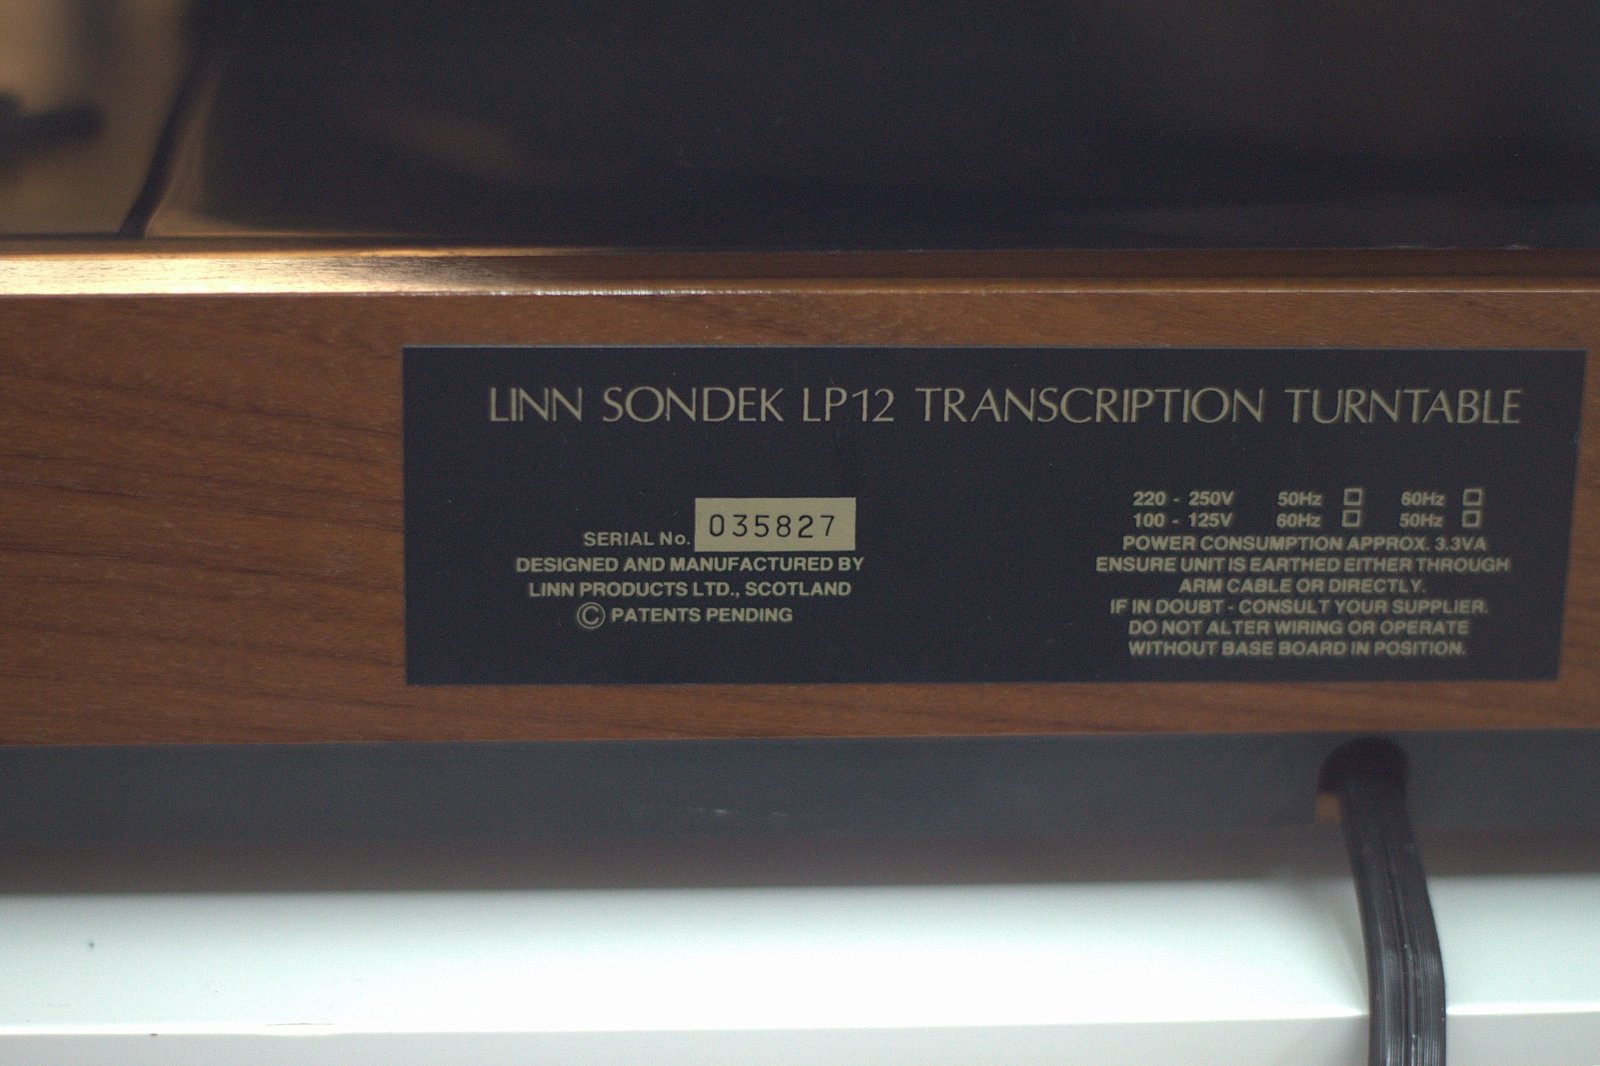 LINN SONDEK LP12 TRANSCRIPTION TURNTABLE
SERIAL No. 035827
DESIGNED AND MANUFACTURED BY
LINN PRODUCTS LTD., SCOTLAND
© PATENTS PENDING
220 - 250V 50Hz □ 60Hz □
100 - 125V 60Hz □ 50Hz □
POWER CONSUMPTION APPROX. 3.3VA
ENSURE UNIT IS EARTHED EITHER THROUGH
ARM CABLE OR DIRECTLY.
IF IN DOUBT - CONSULT YOUR SUPPLIER.
DO NOT ALTER WIRING OR OPERATE
WITHOUT BASE BOARD IN POSITION.